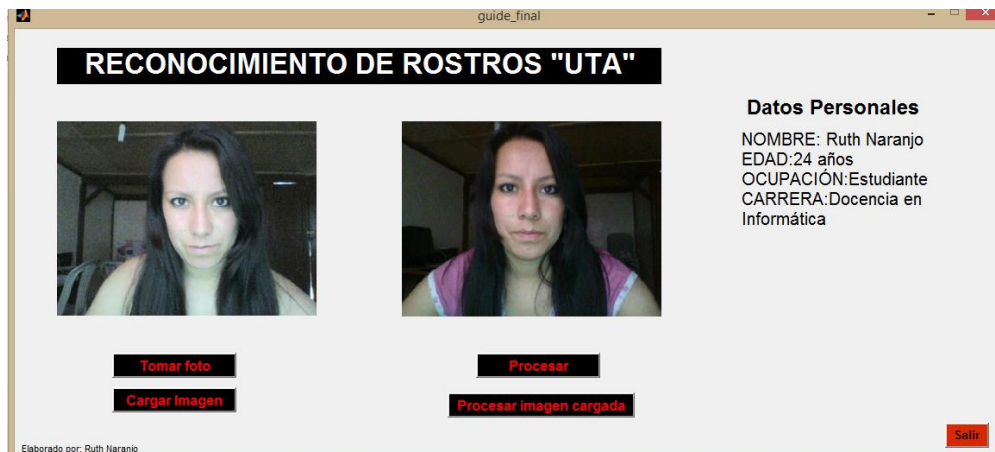 guide_final
RECONOCIMIENTO DE ROSTROS "UTA"
Datos Personales
NOMBRE: Ruth Naranjo
EDAD:24 años
OCUPACIÓN:Estudiante
CARRERA:Docencia en
Informática
Tomar foto
Procesar
Cargar Imagen
Procesar imagen cargada
Salir
Elaborado por: Ruth Naranjo